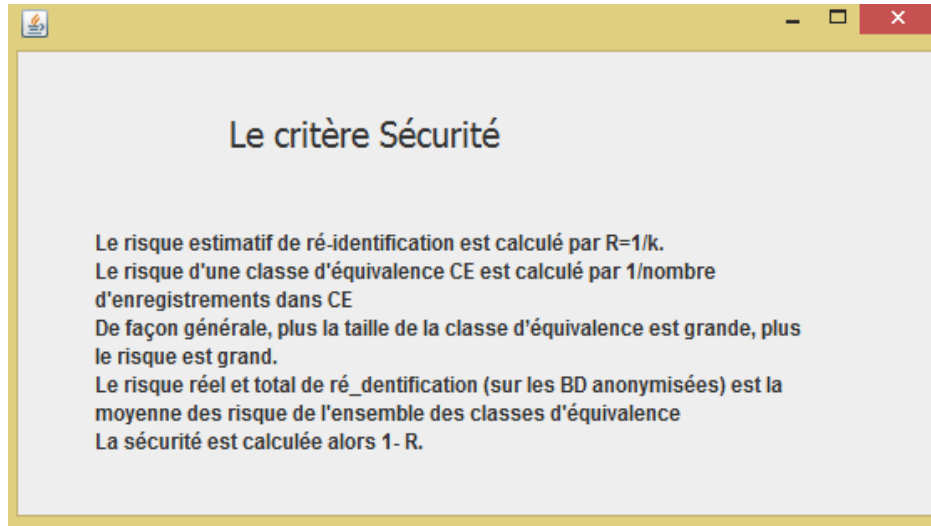 Le critère Sécurité
Le risque estimatif de ré-identification est calculé par R=1/k.
Le risque d'une classe d'équivalence CE est calculé par 1/nombre
d'enregistrements dans CE
De façon générale, plus la taille de la classe d'équivalence est grande, plus
le risque est grand.
Le risque réel et total de ré_dentification (sur les BD anonymisées) est la
moyenne des risque de l'ensemble des classes d'équivalence
La sécurité est calculée alors 1- R.